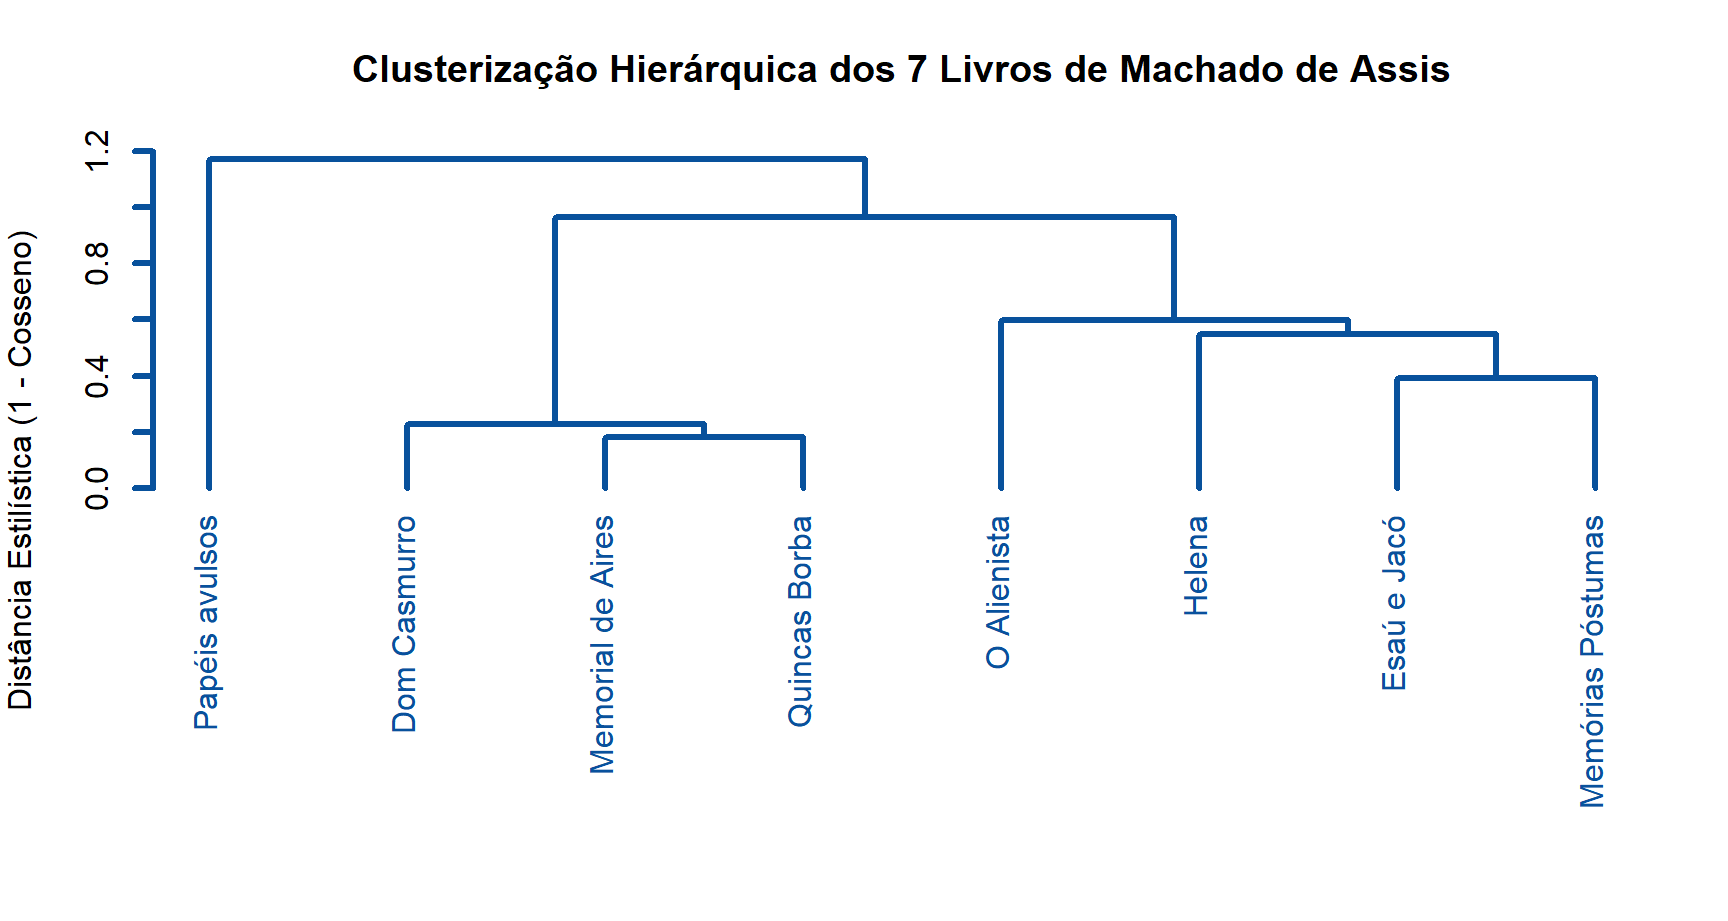 Clusterização Hierárquica dos 7 Livros de Machado de Assis
Distância Estilística (1 - Cosseno)
1.2
0.8
0.4
0.0
Papéis avulsos
Dom Casmurro
Memorial de Aires
Quincas Borba
O Alienista
Helena
Esaú e Jacó
Memórias Póstumas